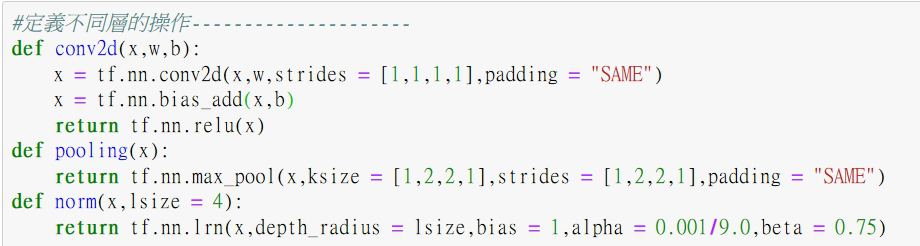 #定義不同層的操作---------------------
def conv2d(x,w,b):
    x = tf.nn.conv2d(x,w,strides = [1,1,1,1],padding = "SAME")
    x = tf.nn.bias_add(x,b)
    return tf.nn.relu(x)
def pooling(x):
    return tf.nn.max_pool(x,ksize = [1,2,2,1],strides = [1,2,2,1],padding = "SAME")
def norm(x,lsize = 4):
    return tf.nn.lrn(x,depth_radius = lsize,bias = 1,alpha = 0.001/9.0,beta = 0.75)